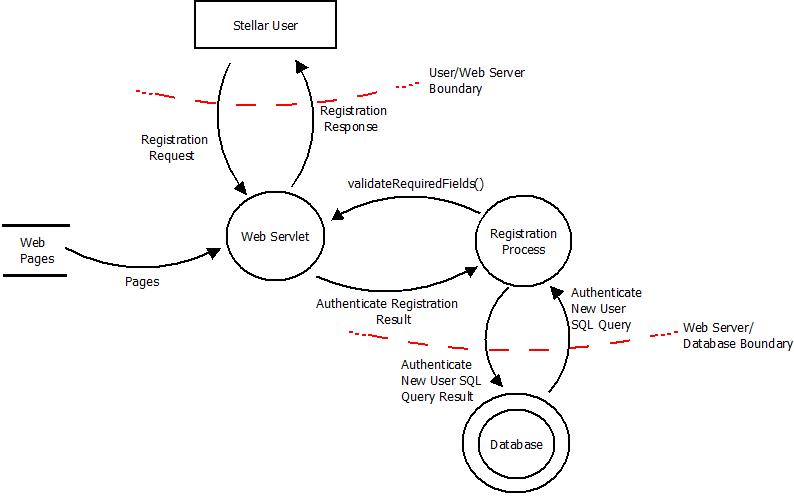 Stellar User
User/Web Server
Boundary
Registration
Response
Registration
Request
validateRequiredFields()
Web Servlet
Registration
Process
Web
Pages
Pages
Authenticate Registration
Result
Authenticate
New User
SQL Query
Web Server/
Database Boundary
Authenticate
New User SQL
Query Result
Database